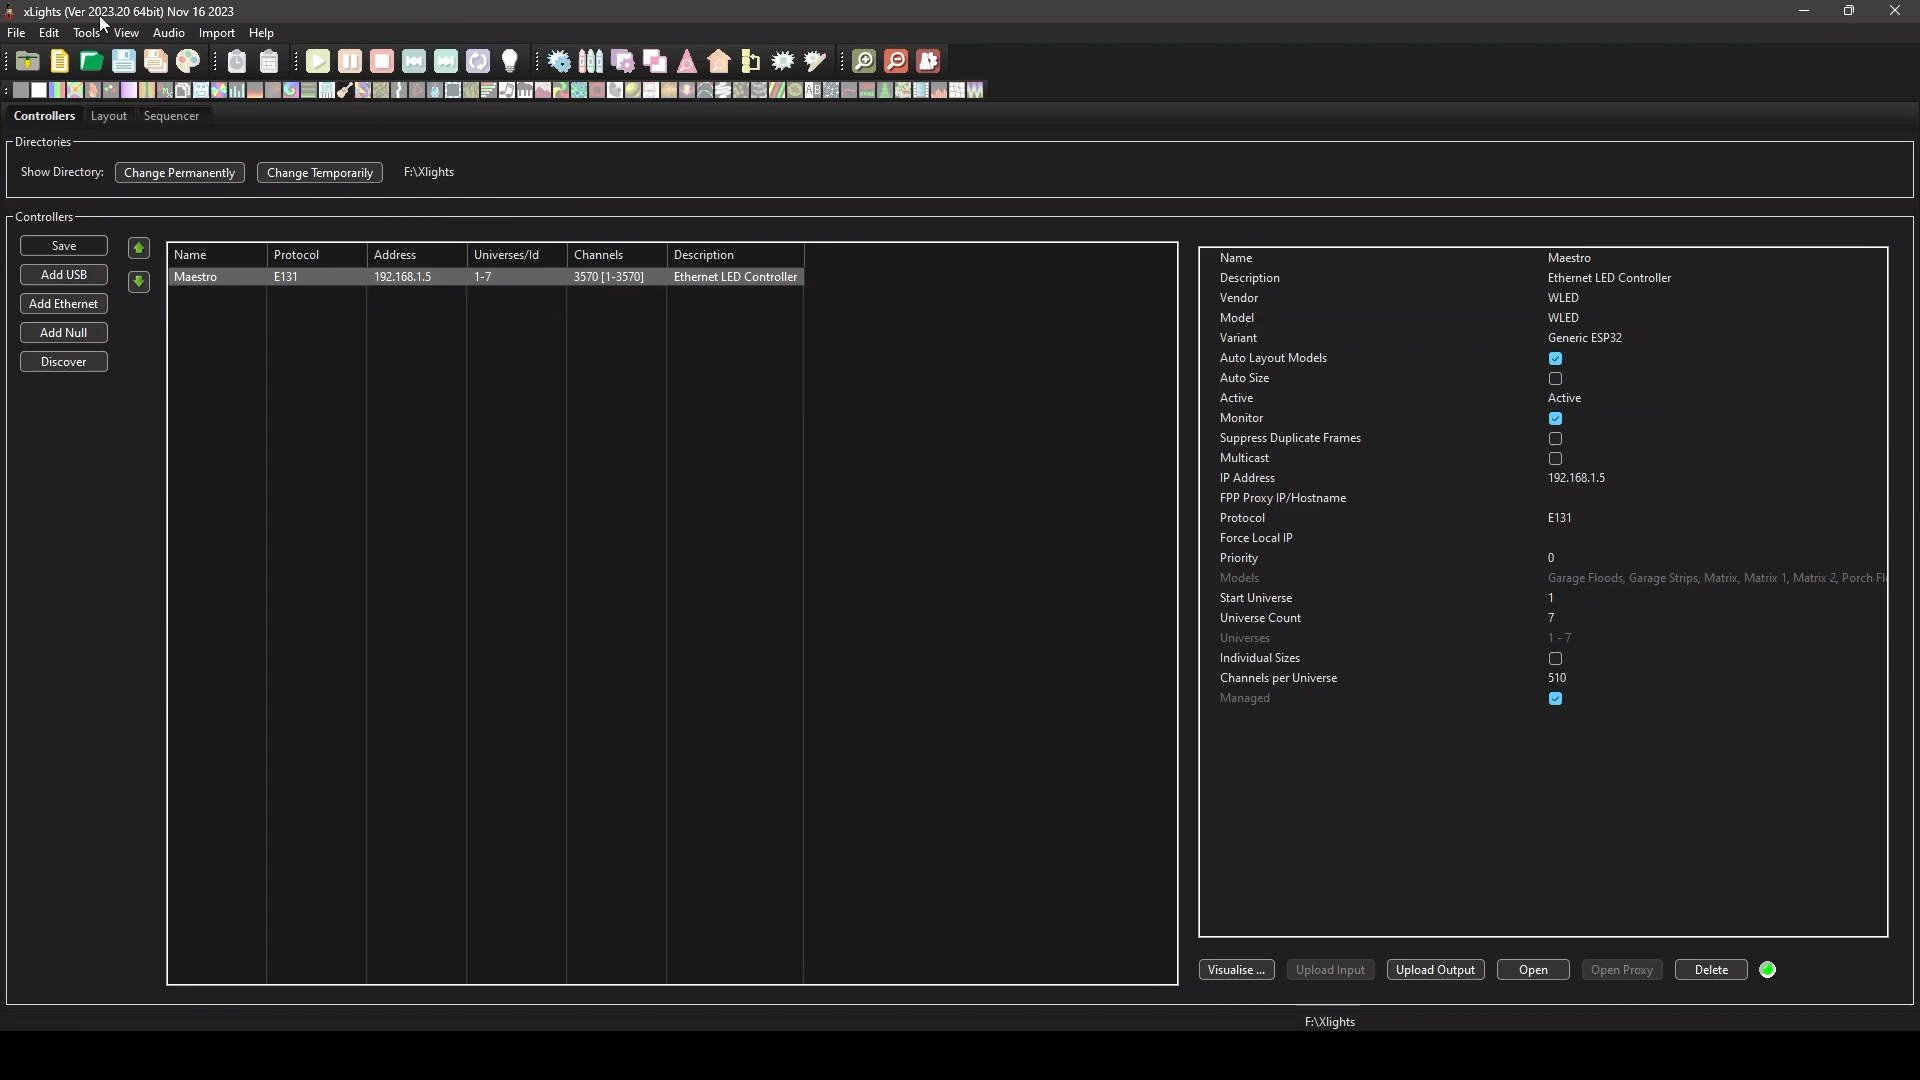 xLights (Ver 2023.20 64bit) Nov 16 2023
File Edit Tools View Audio Import Help
Controllers Layout Sequencer
Directories
Show Directory: Change Permanently Change Temporarily F:\Xlights
Controllers
Save
Add USB
Add Ethernet
Add Null
Discover
Name Protocol Address Universes/Id Channels Description
Maestro E131 192.168.1.5 1-7 3570 [1-3570] Ethernet LED Controller
Name Maestro
Description Ethernet LED Controller
Vendor WLED
Model WLED
Variant Generic ESP32
Auto Layout Models
Auto Size
Active Active
Monitor
Suppress Duplicate Frames
Multicast
IP Address 192.168.1.5
FPP Proxy IP/Hostname
Protocol E131
Force Local IP
Priority 0
Models Garage Floods, Garage Strips, Matrix, Matrix 1, Matrix 2, Porch
Start Universe 1
Universe Count 7
Universes 1 - 7
Individual Sizes
Channels per Universe 510
Managed
Visualise ... Upload Input Upload Output Open Open Proxy Delete
F:\Xlights